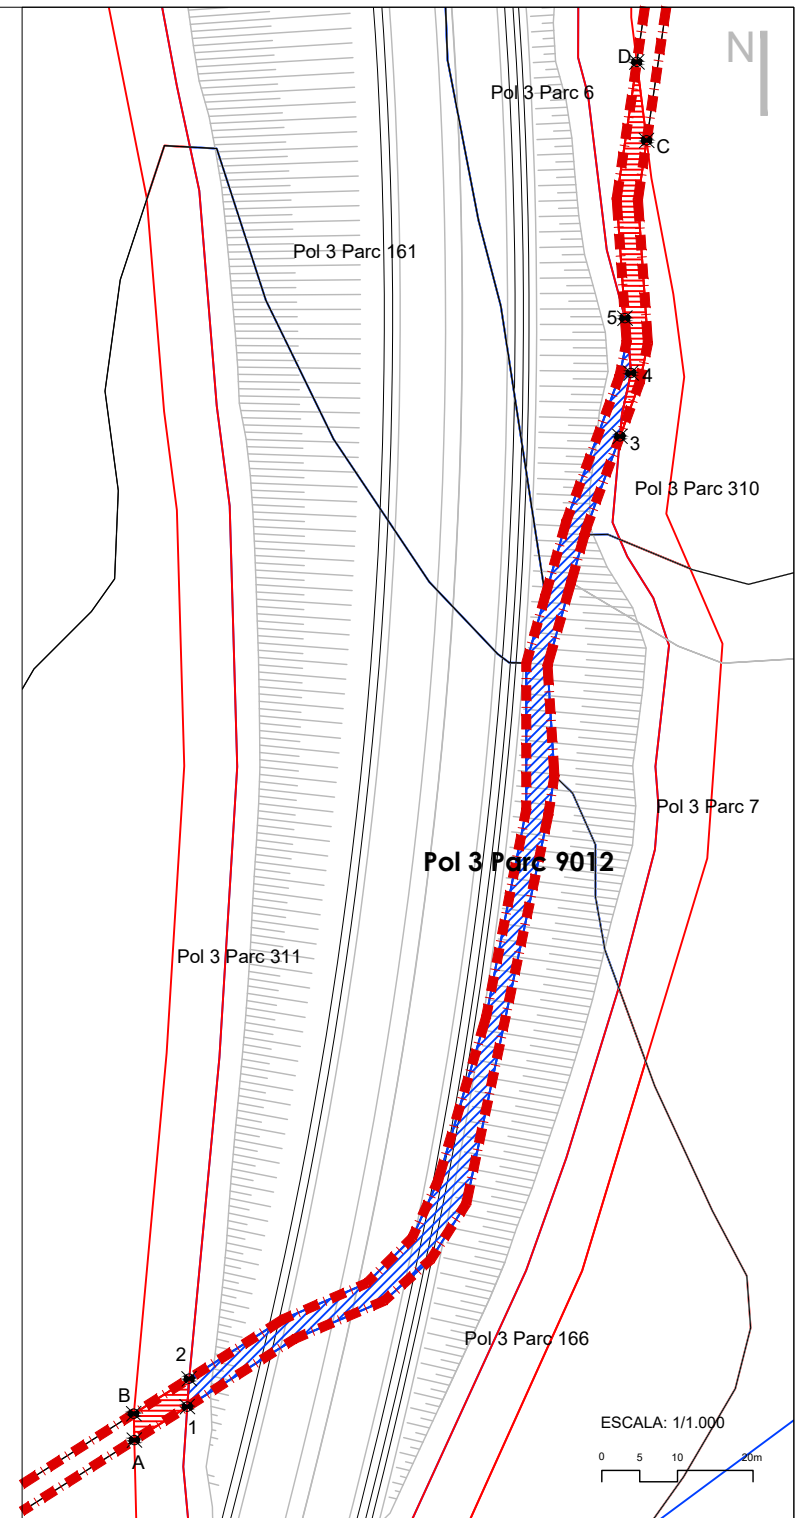 N
D
Pol 3 Parc 6
C
Pol 3 Parc 161
5
4
3
Pol 3 Parc 310
Pol 3 Parc 7
Pol 3 Parc 9012
Pol 3 Parc 311
Pol 3 Parc 166
2
B
1
A
ESCALA: 1/1.000
0 5 10 20m